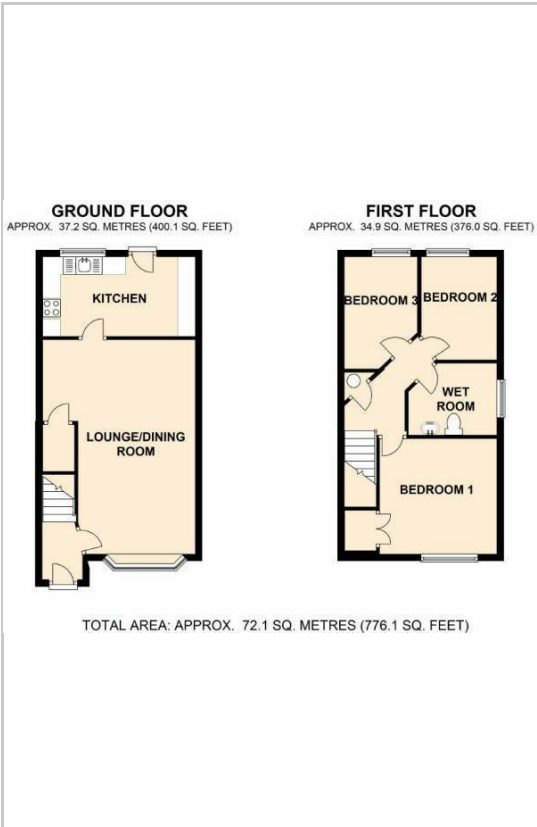 GROUND FLOOR
APPROX. 37.2 SQ. METRES (400.1 SQ. FEET)
KITCHEN
LOUNGE/DINING
ROOM
FIRST FLOOR
APPROX. 34.9 SQ. METRES (376.0 SQ. FEET)
BEDROOM 3
BEDROOM 2
WET
ROOM
BEDROOM 1
TOTAL AREA: APPROX. 72.1 SQ. METRES (776.1 SQ. FEET)